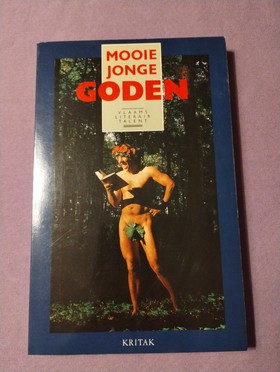 MOOIE
JONGE
GODEN
VLAAMS
LITERAIR
TALENT
KRITAK